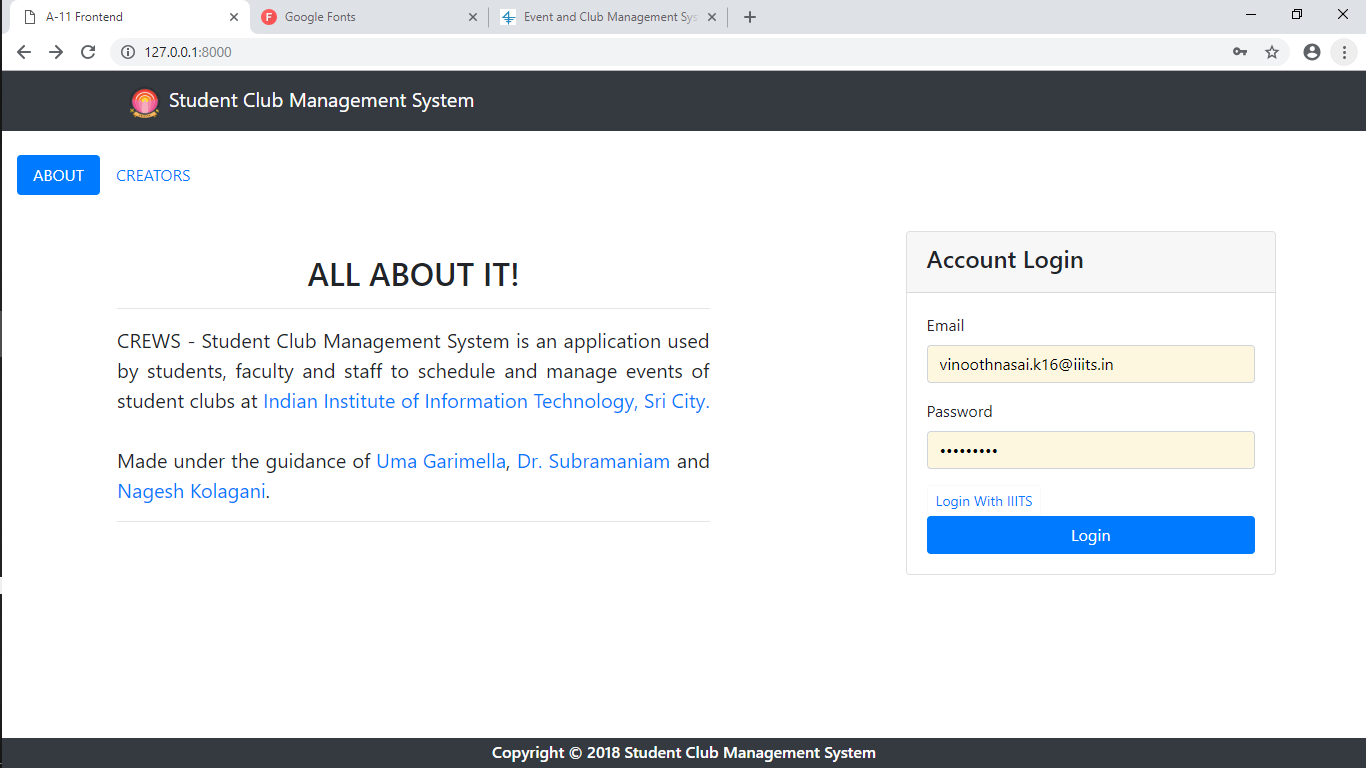 A-11 Frontend
Google Fonts
Event and Club Management Sys
127.0.0.1:8000
Student Club Management System
ABOUT
CREATORS
ALL ABOUT IT!
CREWS - Student Club Management System is an application used
by students, faculty and staff to schedule and manage events of
student clubs at Indian Institute of Information Technology, Sri City.
Made under the guidance of Uma Garimella, Dr. Subramaniam and
Nagesh Kolagani.
Account Login
Email
vinoothnasai.k16@iiits.in
Password
•••••••••
Login With IIITS
Login
Copyright © 2018 Student Club Management System